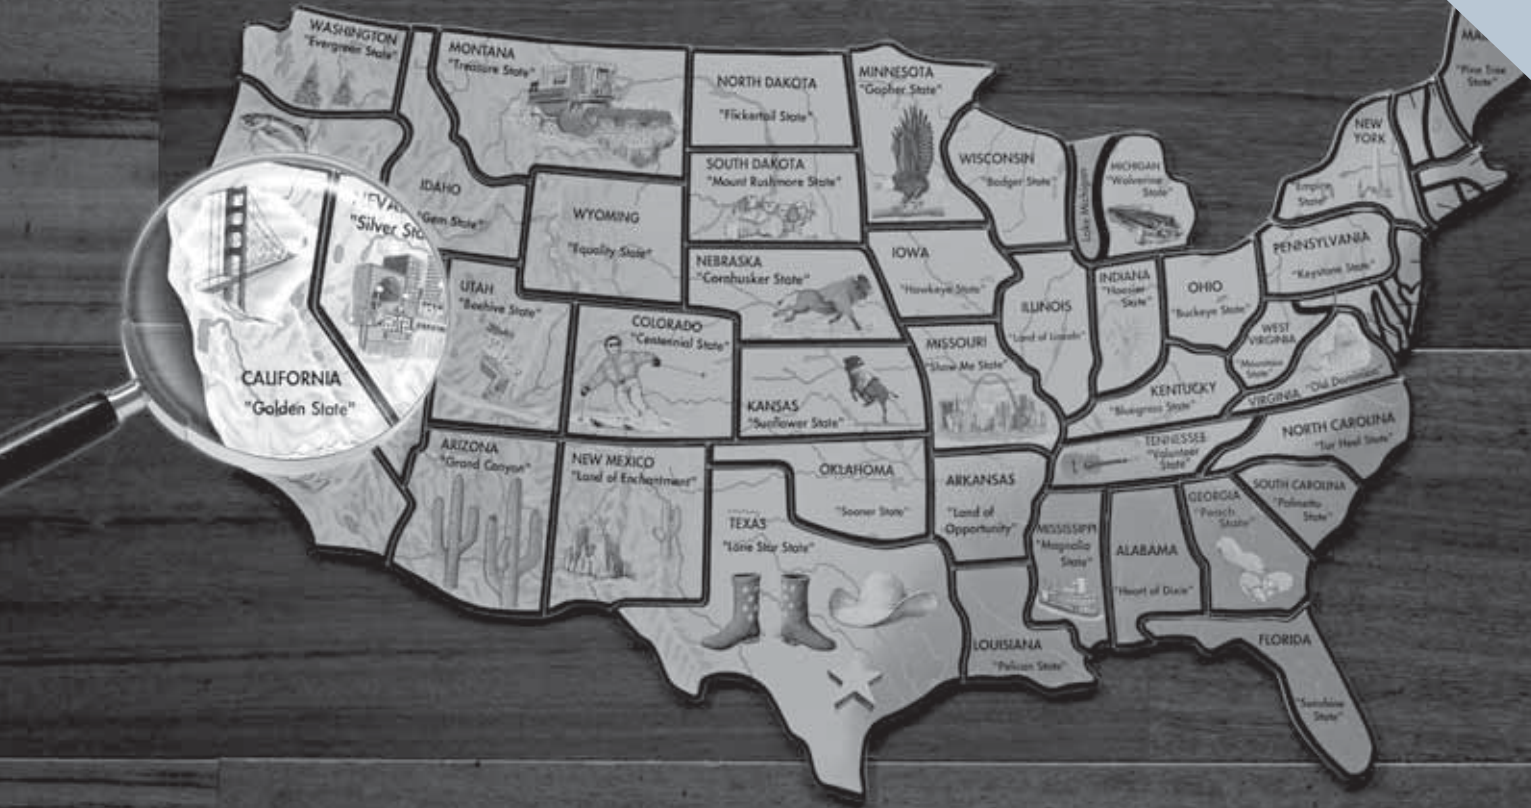 WASHINGTON
"Evergreen State"
MONTANA
"Treasure State"
NORTH DAKOTA
"Flickertail State"
MINNESOTA
"Gopher State"
"Pine Tree
State"
NEW
YORK
"Empire
State"
IDAHO
"Gem State"
WYOMING
"Equality State"
SOUTH DAKOTA
"Mount Rushmore State"
WISCONSIN
"Badger State"
Lake Michigan
MICHIGAN
"Wolverine
State"
"Silver
CALIFORNIA
"Golden State"
UTAH
"Beehive State"
COLORADO
"Centennial State"
NEBRASKA
"Cornhusker State"
IOWA
"Hawkeye State"
ILLINOIS
"Land of Lincoln"
INDIANA
"Hoosier
State"
OHIO
"Buckeye State"
PENNSYLVANIA
"Keystone State"
WEST
VIRGINIA
"Mountain
State"
VIRGINIA "Old Dominion"
KANSAS
"Sunflower State"
MISSOURI
"Show Me State"
KENTUCKY
"Bluegrass State"
TENNESSEE
"Volunteer
State"
NORTH CAROLINA
"Tar Heel State"
SOUTH CAROLINA
"Palmetto
State"
ARIZONA
"Grand Canyon"
NEW MEXICO
"Land of Enchantment"
OKLAHOMA
"Sooner State"
TEXAS
"Lone Star State"
ARKANSAS
"Land of
Opportunity"
MISSISSIPPI
"Magnolia
State"
ALABAMA
"Heart of Dixie"
GEORGIA
"Peach
State"
LOUISIANA
"Pelican State"
FLORIDA
"Sunshine
State"